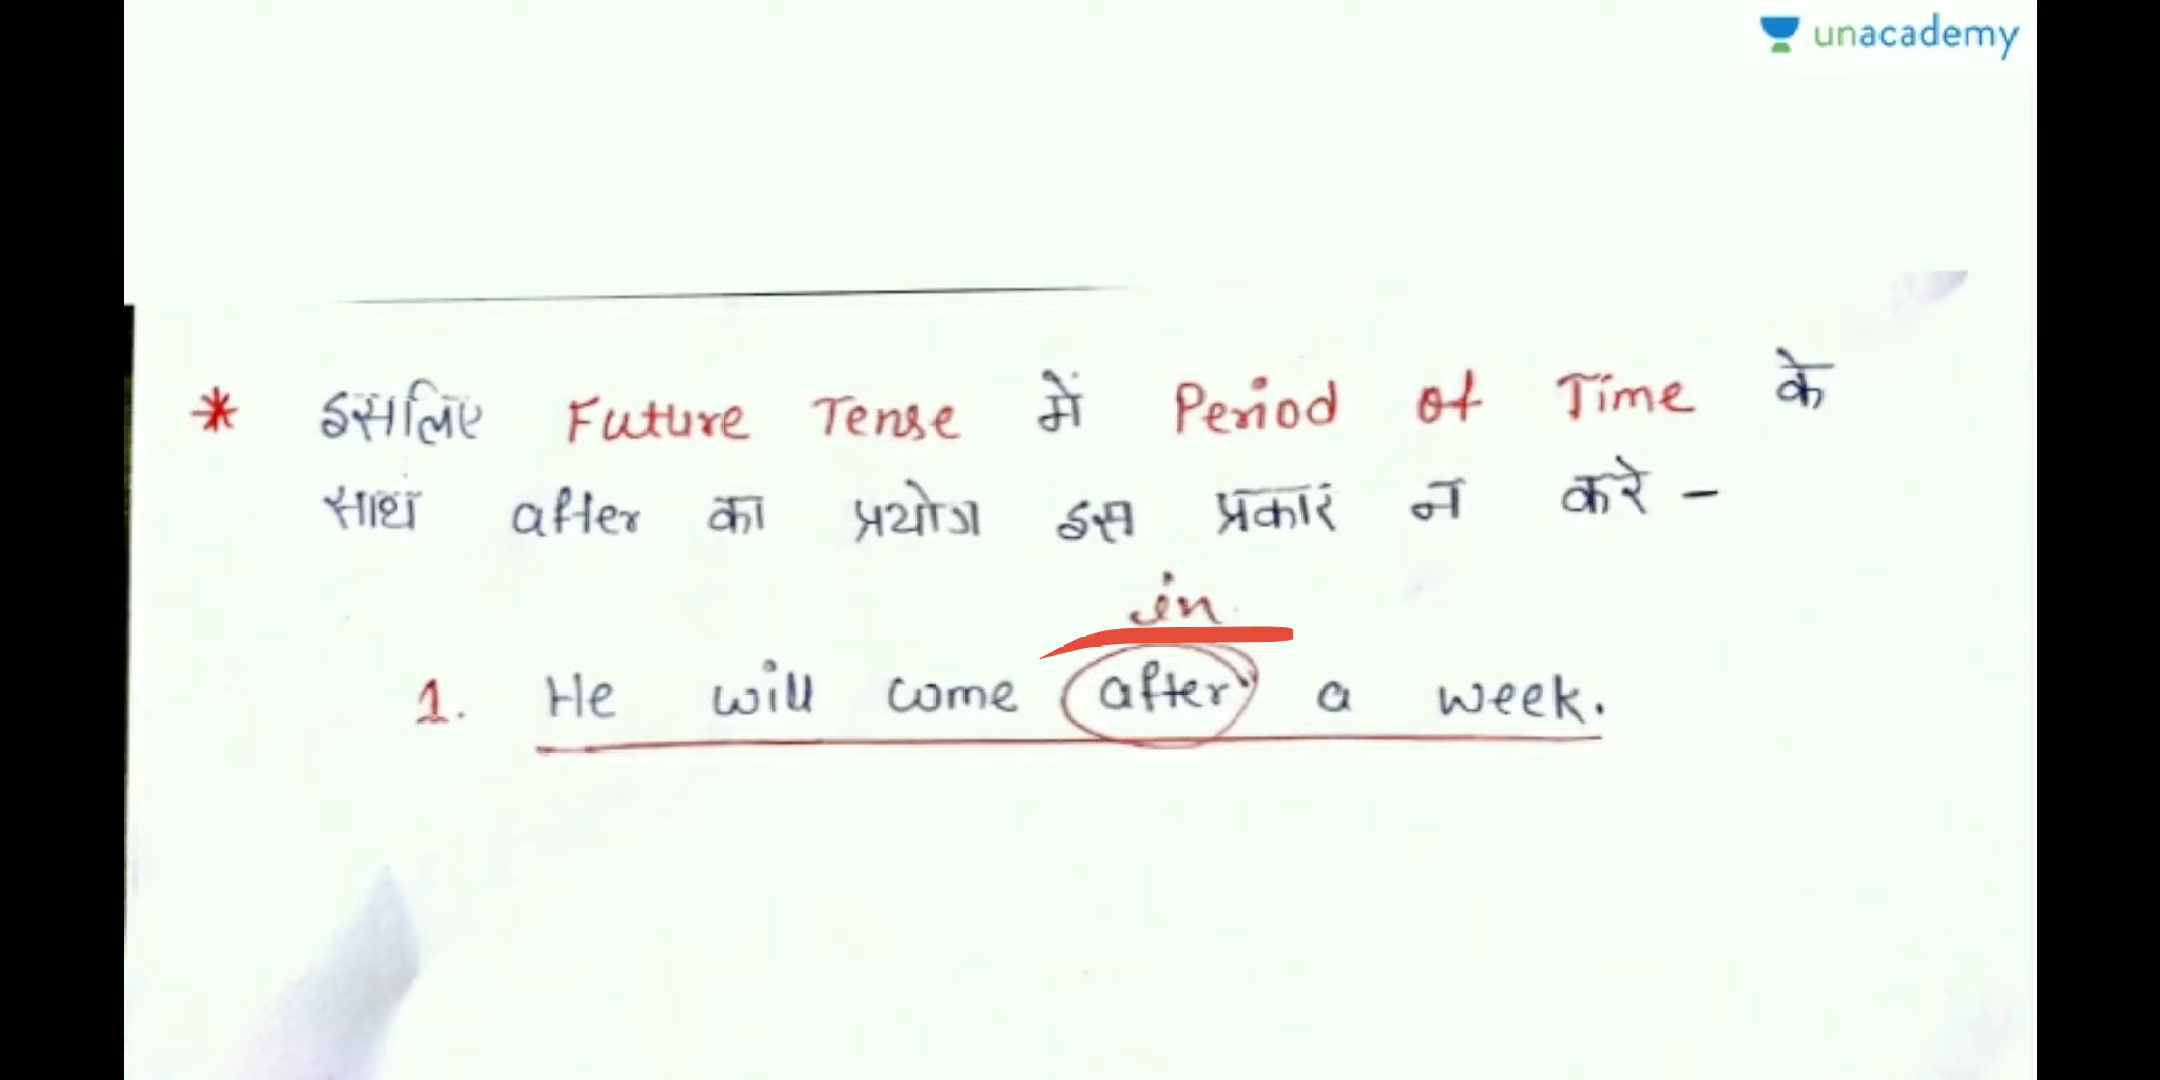 unacademy
* इसलिए Future Tense में Period of Time के
साथ after का प्रयोग इस प्रकार न करे -
in
1. He will come after a week.